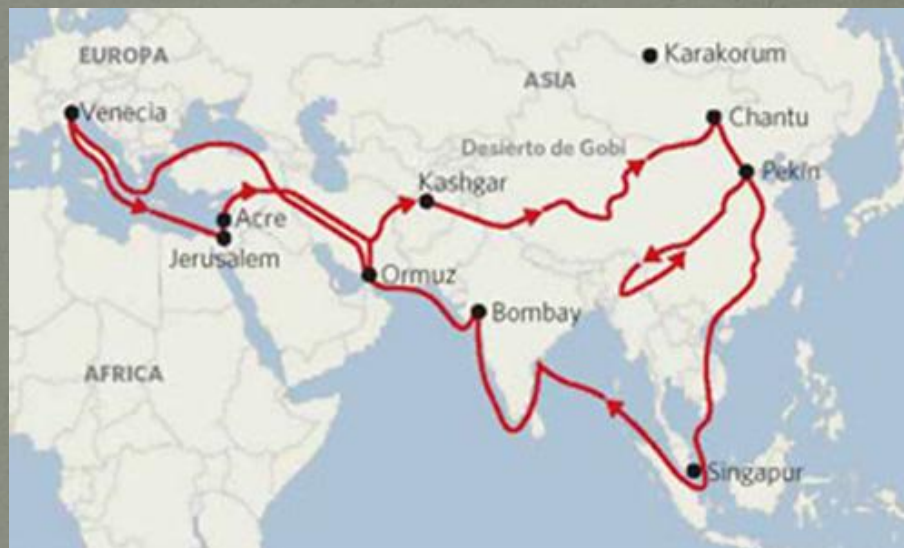 EUROPA
Karakorum
ASIA
Venecia
Chantu
Desierto de Gobi
Pekín
Kashgar
Acre
Jerusalem
Ormuz
Bombay
AFRICA
Singapur